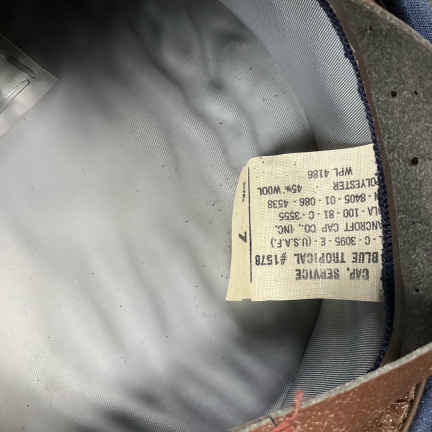 CAP, SERVICE
BLUE TROPICAL #1578
L - C - 3095 - E (U.S.A.F.)
ANCROFT CAP CO., INC.
LA - 100 - 81 - C - 3555
N - 8405 - 01 - 086 - 4538
OLYESTER 45% WOOL
WPL 4186
7